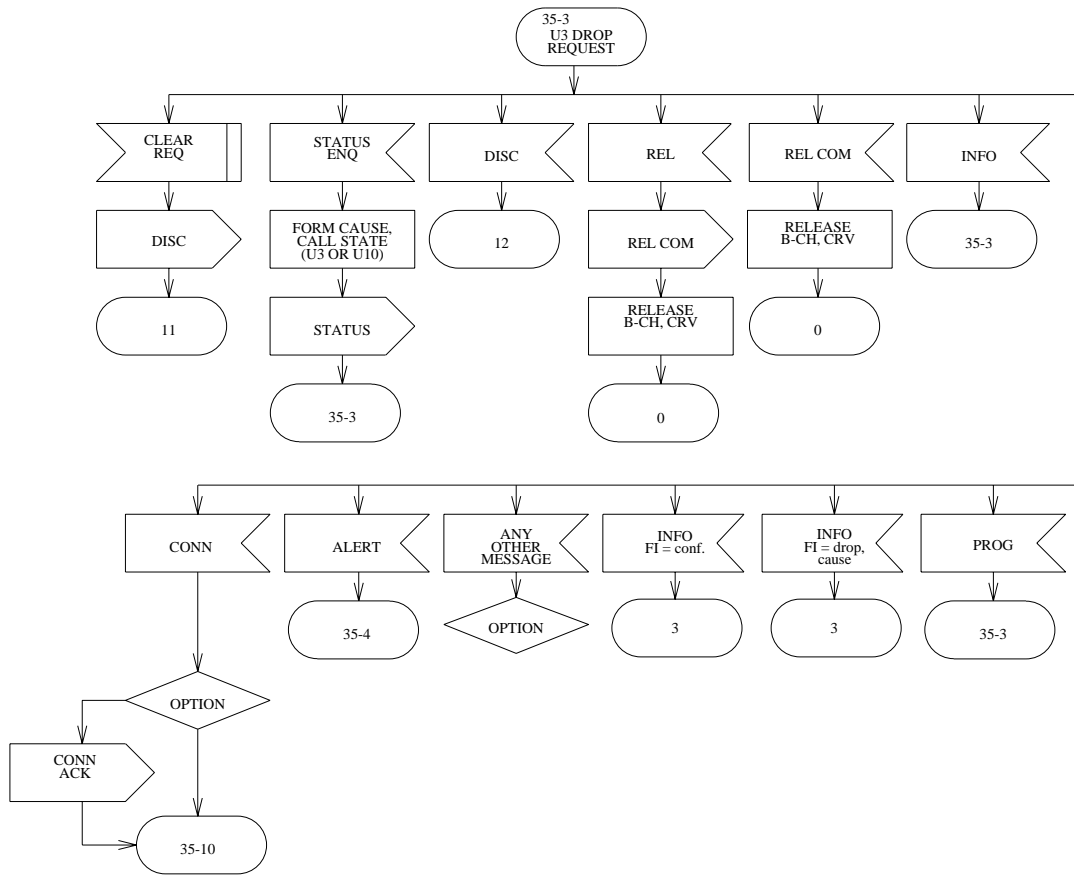 35-3
U3 DROP
REQUEST
CLEAR
REQ
STATUS
ENQ
DISC
REL
REL COM
INFO
DISC
FORM CAUSE,
CALL STATE
(U3 OR U10)
12
REL COM
RELEASE
B-CH, CRV
35-3
11
STATUS
RELEASE
B-CH, CRV
0
35-3
0
CONN
ALERT
ANY
OTHER
MESSAGE
INFO
FI = conf.
INFO
FI = drop,
cause
PROG
35-4
OPTION
3
3
35-3
OPTION
CONN
ACK
35-10